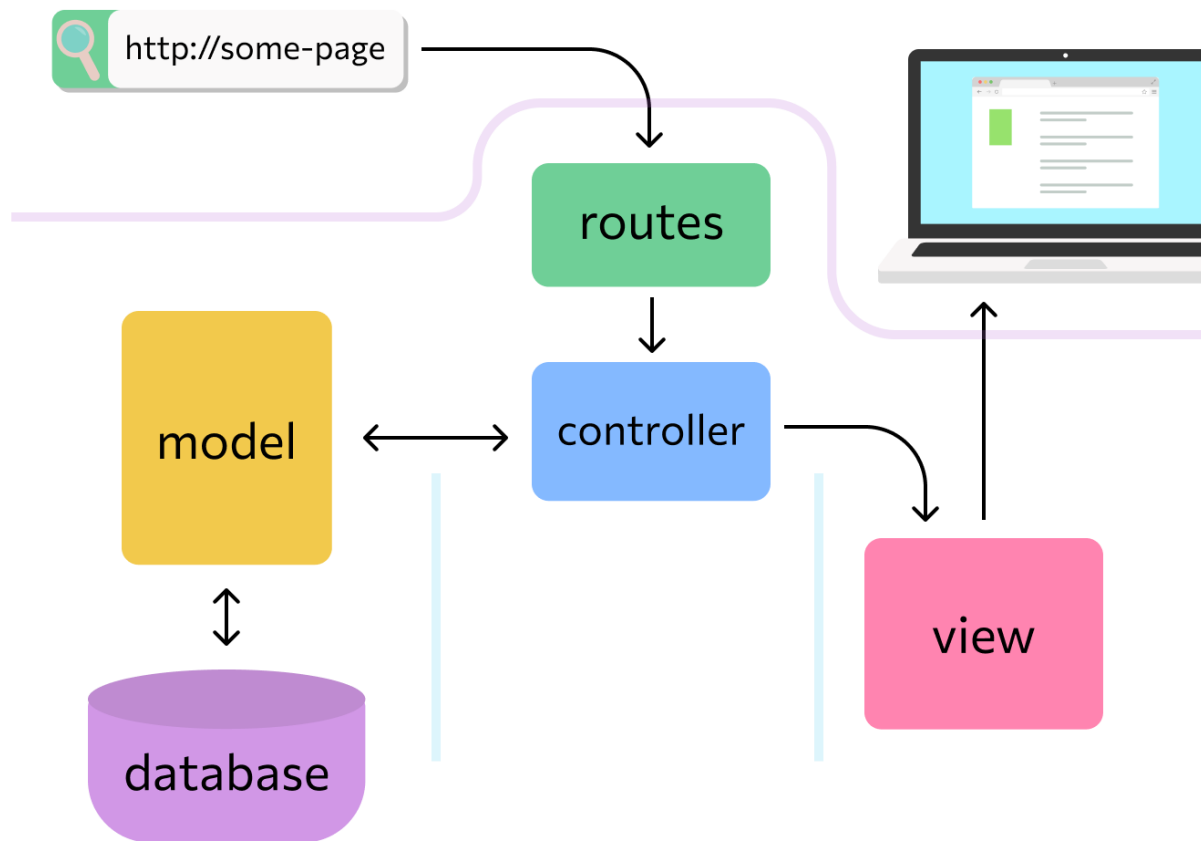 http://some-page
routes
controller
model
view
database